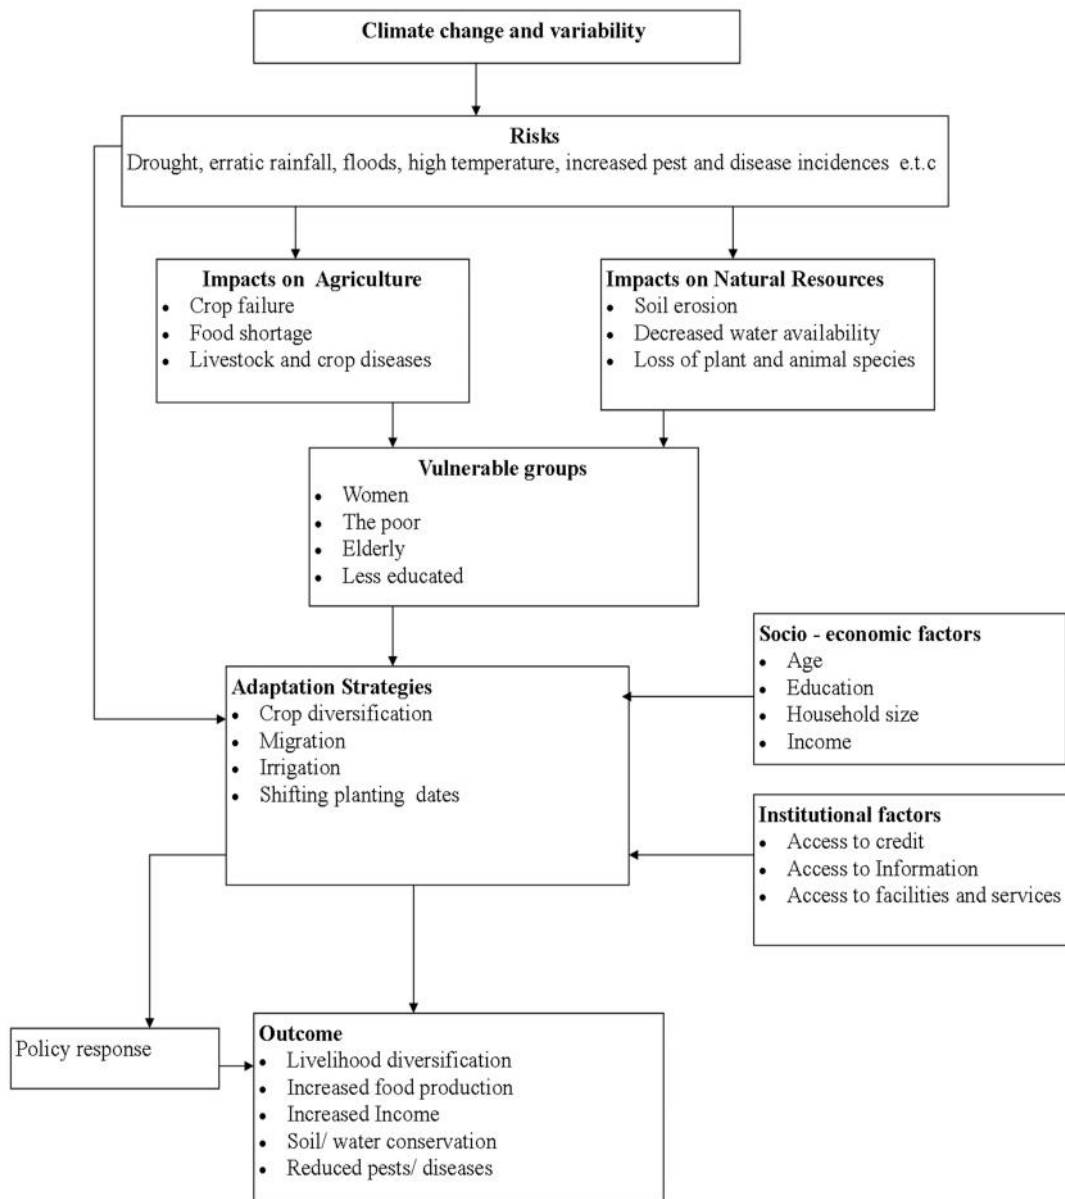 Climate change and variability
Risks
Drought, erratic rainfall, floods, high temperature, increased pest and disease incidences e.t.c
Impacts on Agriculture
• Crop failure
• Food shortage
• Livestock and crop diseases
Impacts on Natural Resources
• Soil erosion
• Decreased water availability
• Loss of plant and animal species
Vulnerable groups
• Women
• The poor
• Elderly
• Less educated
Socio - economic factors
• Age
• Education
• Household size
• Income
Adaptation Strategies
• Crop diversification
• Migration
• Irrigation
• Shifting planting dates
Institutional factors
• Access to credit
• Access to Information
• Access to facilities and services
Policy response
Outcome
• Livelihood diversification
• Increased food production
• Increased Income
• Soil/ water conservation
• Reduced pests/ diseases